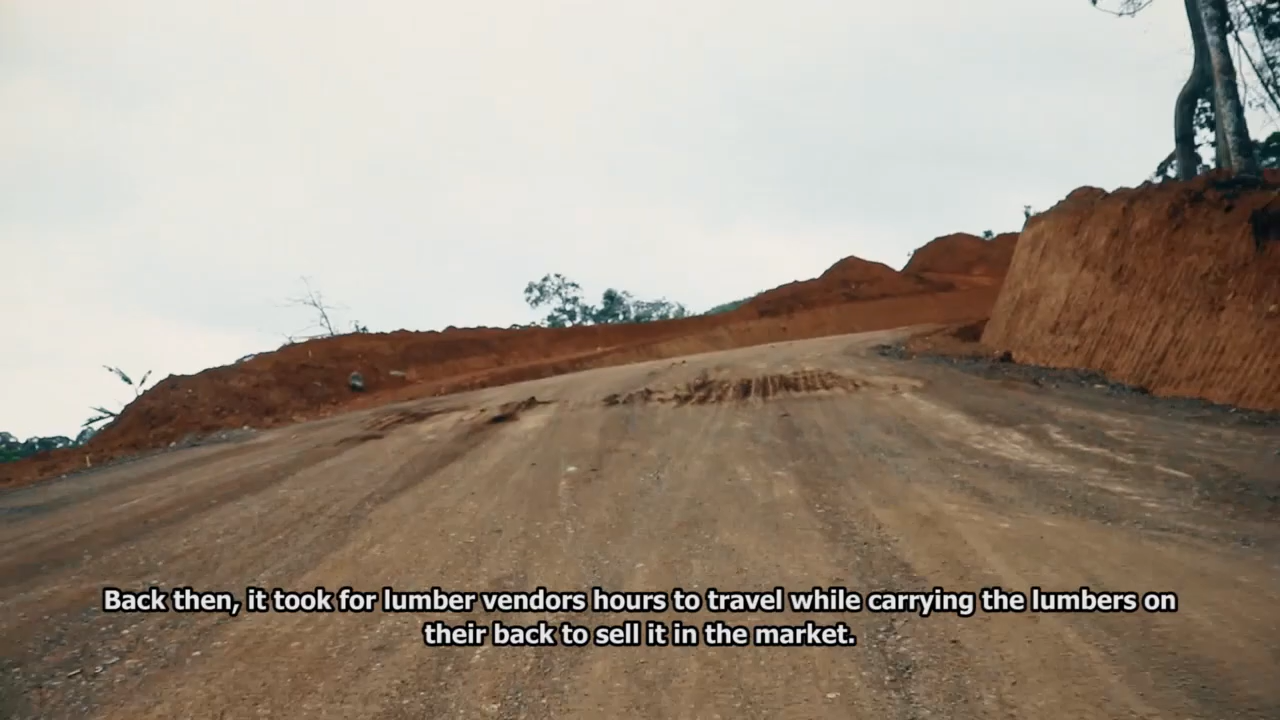 Back then, it took for lumber vendors hours to travel while carrying the lumbers on
their back to sell it in the market.